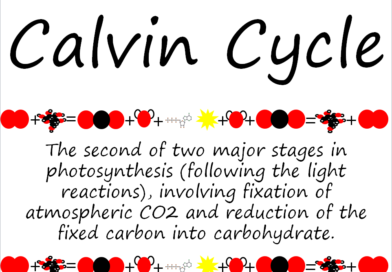 Calvin Cycle
The second of two major stages in
photosynthesis (following the light
reactions), involving fixation of
atmospheric CO2 and reduction of the
fixed carbon into carbohydrate.